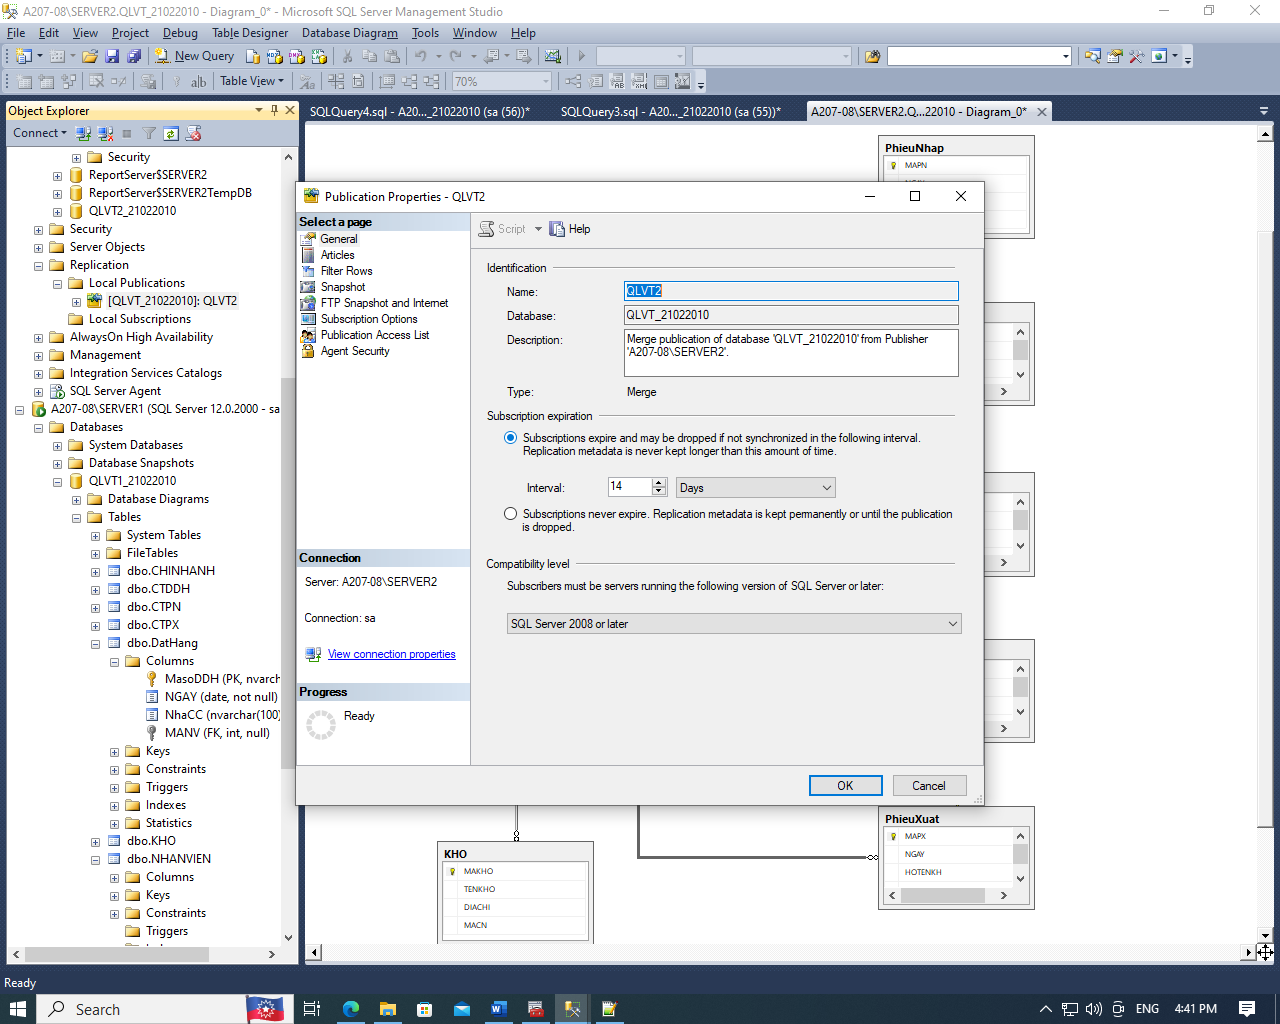 A207-08\SERVER2.QLVT_21022010 - Diagram_0* - Microsoft SQL Server Management Studio
File Edit View Project Debug Table Designer Database Diagram Tools Window Help
New Query
Table View 70%
Object Explorer
Connect
Security
ReportServer$SERVER2
ReportServer$SERVER2TempDB
QLVT2_21022010
Security
Server Objects
Replication
Local Publications
[QLVT_21022010]: QLVT2
Local Subscriptions
AlwaysOn High Availability
Management
Integration Services Catalogs
SQL Server Agent
A207-08\SERVER1 (SQL Server 12.0.2000 - sa
Databases
System Databases
Database Snapshots
QLVT1_21022010
Database Diagrams
Tables
System Tables
FileTables
dbo.CHINHANH
dbo.CTDDH
dbo.CTPN
dbo.CTPX
dbo.DatHang
Columns
MasoDDH (PK, nvarch
NGAY (date, not null)
NhaCC (nvarchar(100)
MANV (FK, int, null)
Keys
Constraints
Triggers
Indexes
Statistics
dbo.KHO
dbo.NHANVIEN
Columns
Keys
Constraints
Triggers
SQLQuery4.sql - A20..._21022010 (sa (56))*
SQLQuery3.sql - A20..._21022010 (sa (55))*
A207-08\SERVER2.Q...22010 - Diagram_0*
PhieuNhap
MAPN
Publication Properties - QLVT2
Select a page
General
Articles
Filter Rows
Snapshot
FTP Snapshot and Internet
Subscription Options
Publication Access List
Agent Security
Connection
Server: A207-08\SERVER2
Connection: sa
View connection properties
Progress
Ready
Script Help
Identification
Name: QLVT2
Database: QLVT_21022010
Description: Merge publication of database 'QLVT_21022010' from Publisher
'A207-08\SERVER2'.
Type: Merge
Subscription expiration
Subscriptions expire and may be dropped if not synchronized in the following interval.
Replication metadata is never kept longer than this amount of time.
Interval: 14 Days
Subscriptions never expire. Replication metadata is kept permanently or until the publication
is dropped.
Compatibility level
Subscribers must be servers running the following version of SQL Server or later:
SQL Server 2008 or later
OK Cancel
KHO
MAKHO
TENKHO
DIACHI
MACN
PhieuXuat
MAPX
NGAY
HOTENKH
Ready
Search
ENG 4:41 PM